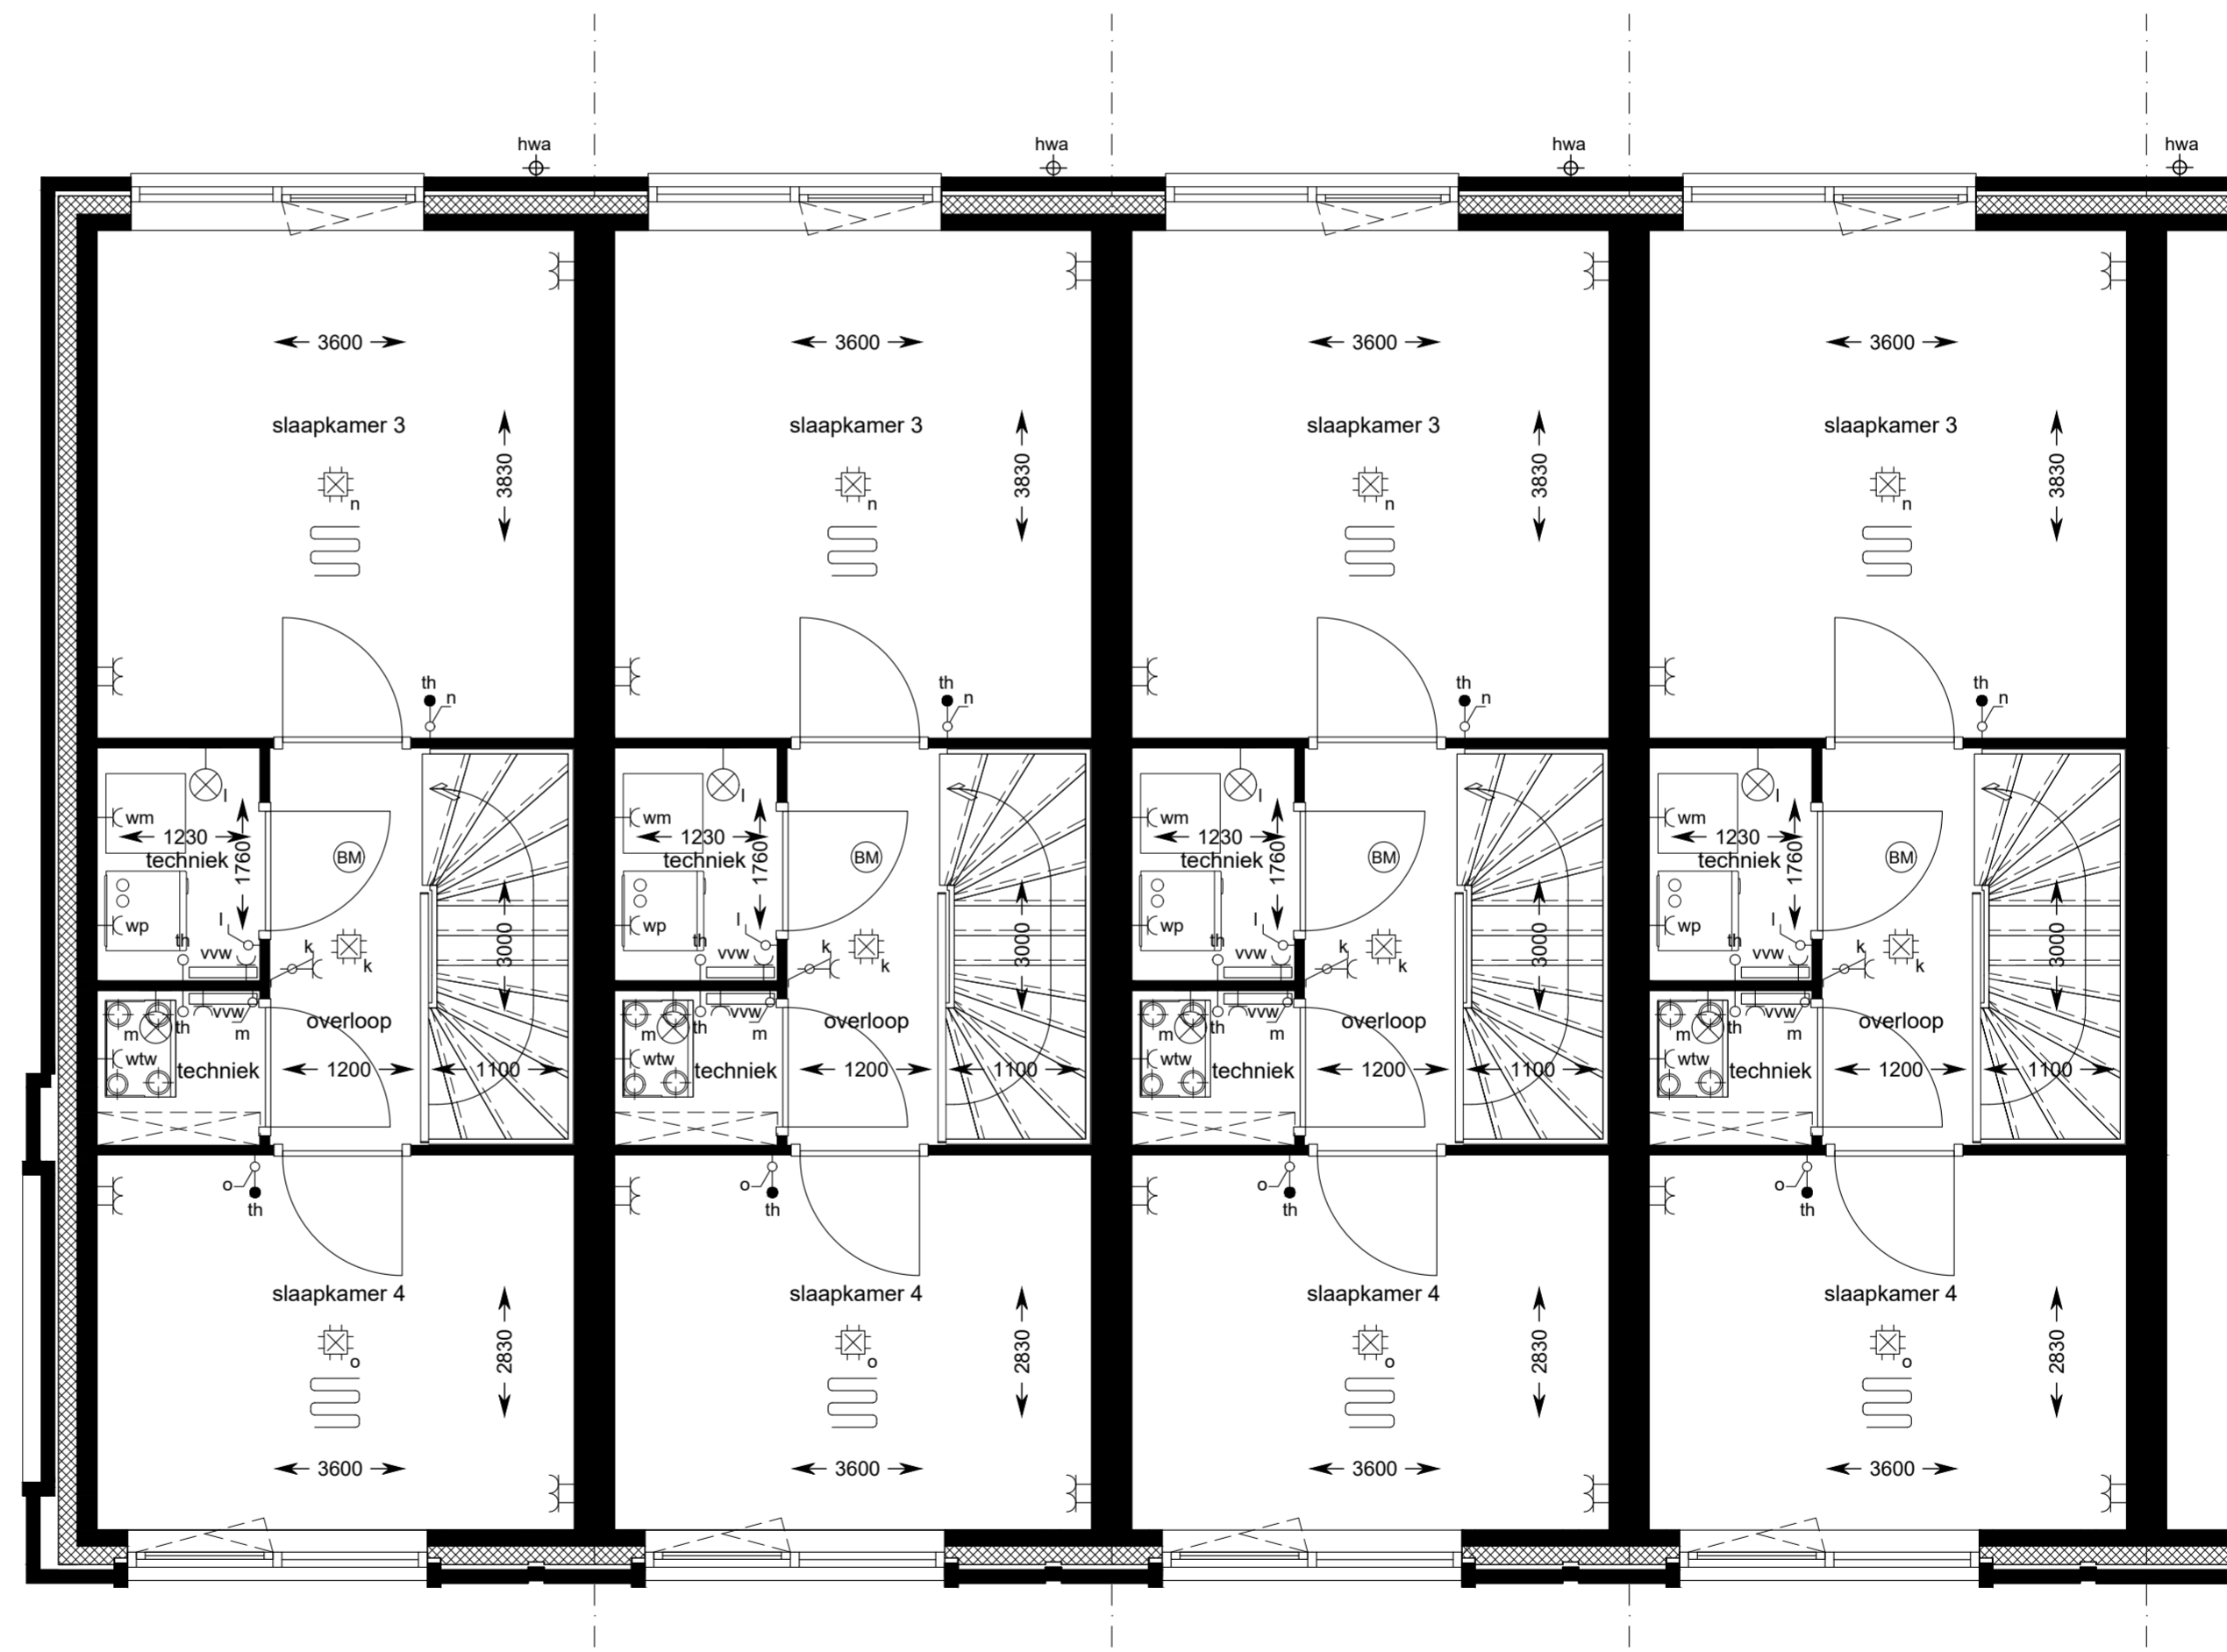 hwa hwa hwa hwa
3600 3600 3600 3600
slaapkamer 3 slaapkamer 3 slaapkamer 3 slaapkamer 3
3830 3830 3830 3830
n n n n
th th th th
n n n n
l l l l
wm wm wm wm
1230 1230 1230 1230
techniek techniek techniek techniek
1760 1760 1760 1760
BM BM BM BM
wp wp wp wp
l l l l
th th th th
vvw vvw vvw vvw
k k k k
k k k k
3000 3000 3000 3000
vvw vvw vvw vvw
overloop overloop overloop overloop
th th th th
m m m m
m m m m
wtw wtw wtw wtw
techniek techniek techniek techniek
1200 1200 1200 1200
1100 1100 1100 1100
o o o o
th th th th
slaapkamer 4 slaapkamer 4 slaapkamer 4 slaapkamer 4
2830 2830 2830 2830
o o o o
3600 3600 3600 3600